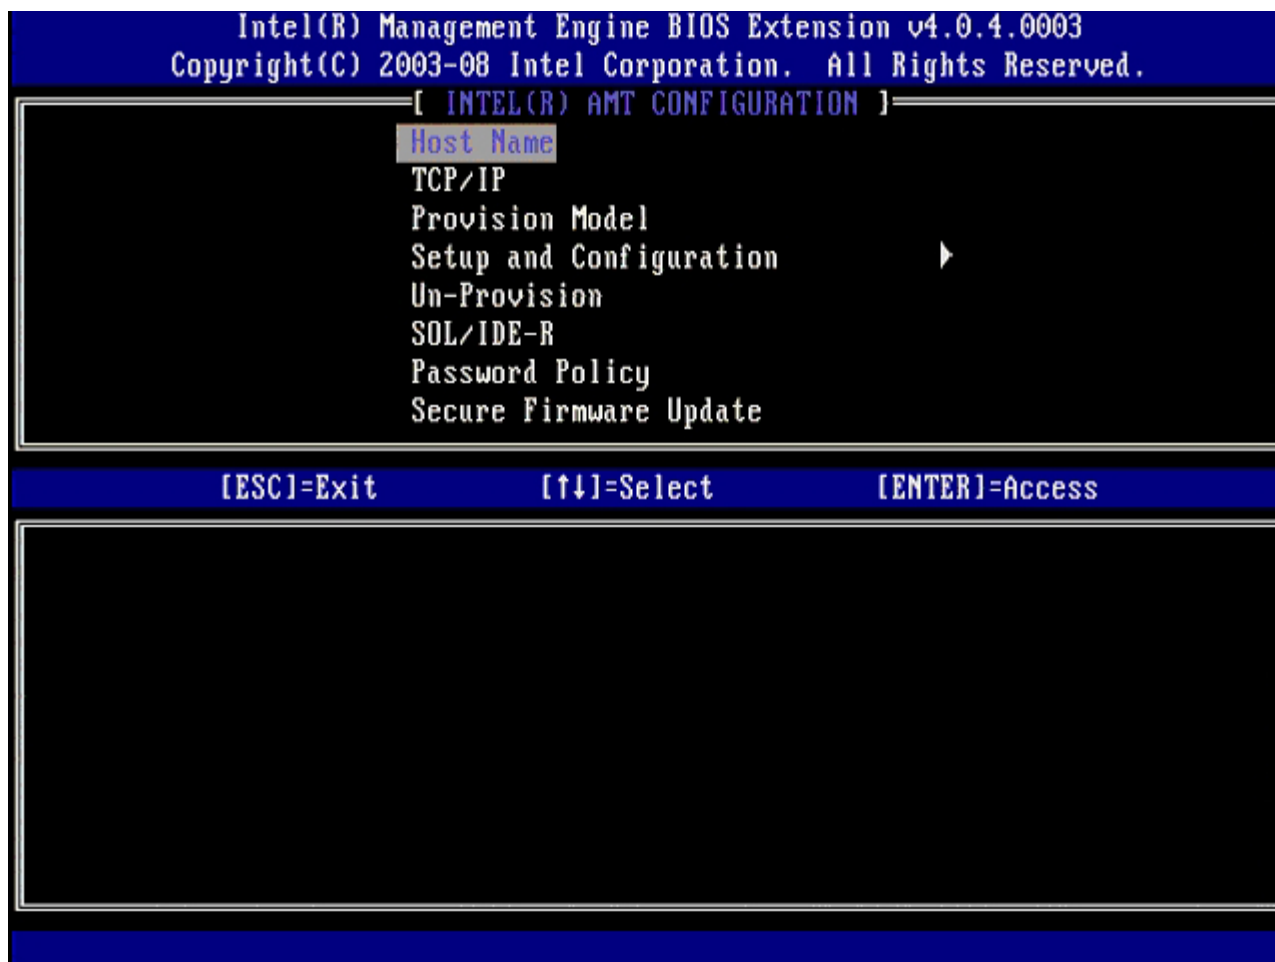 Intel(R) Management Engine BIOS Extension v4.0.4.0003
Copyright(C) 2003-08 Intel Corporation. All Rights Reserved.
[ INTEL(R) AMT CONFIGURATION ]
Host Name
TCP/IP
Provision Model
Setup and Configuration ►
Un-Provision
SOL/IDE-R
Password Policy
Secure Firmware Update
[ESC]=Exit [↑↓]=Select [ENTER]=Access